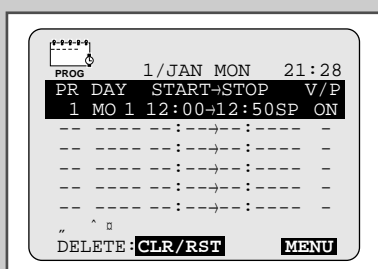 PROG 1/JAN MON 21:28
PR DAY START→STOP V/P
1 MO 1 12:00→12:50SP ON
-- ---- --:--→--:---- -
-- ---- --:--→--:---- -
-- ---- --:--→--:---- -
-- ---- --:--→--:---- -
-- ---- --:--→--:---- -
„ ˆ ¤
DELETE:CLR/RST MENU